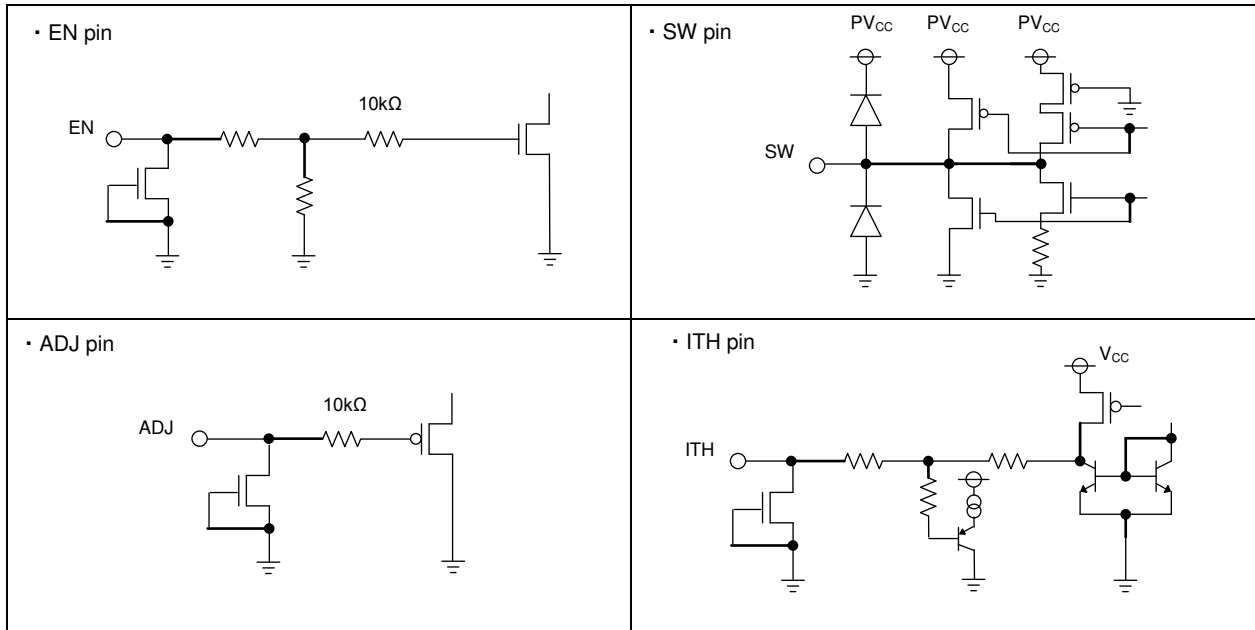 ・EN pin
EN
10kΩ
・SW pin
PVCC PVCC PVCC
SW
・ADJ pin
ADJ
10kΩ
・ITH pin
VCC
ITH